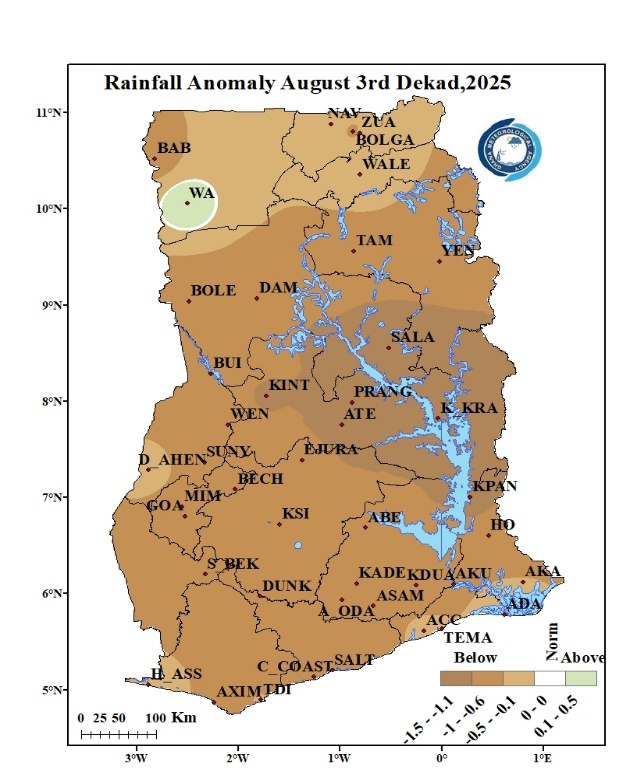 Rainfall Anomaly August 3rd Dekad,2025
11°N
NAV
ZUA
BOLGA
BAB
WALE
WA
10°N
TAM
YEN
DAM
BOLE
9°N
SALA
BUI
KINT
PRANG
8°N
K_KRA
WEN
ATE
SUNY
EJURA
D_AHEN
BECH
KPAN
MIM
7°N
GOA
KSI
ABE
HO
S_BEK
KADE
KDUA
AKU
AKA
6°N
DUNK
ASAM
ADA
A_ODA
ACC
TEMA
Norm
Below
Above
C_COAST
SALT
H_ASS
5°N
AXIM
TDI
-1.5 - -1.1
-1 - -0.6
-0.5 - -0.1
0 - 0
0.1 - 0.5
0 25 50 100 Km
3°W
2°W
1°W
0°
1°E